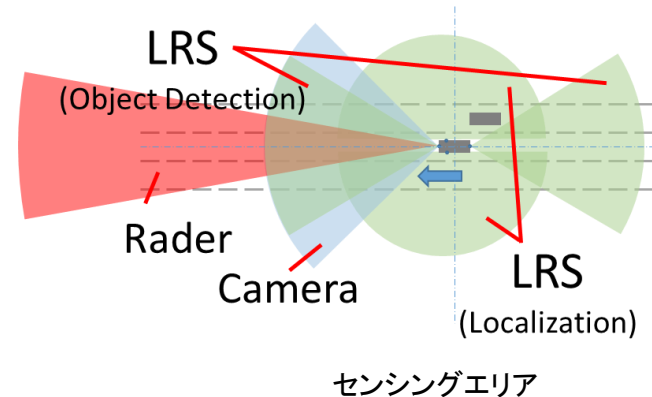 LRS
(Object Detection)
Rader
Camera
LRS
(Localization)
センシングエリア